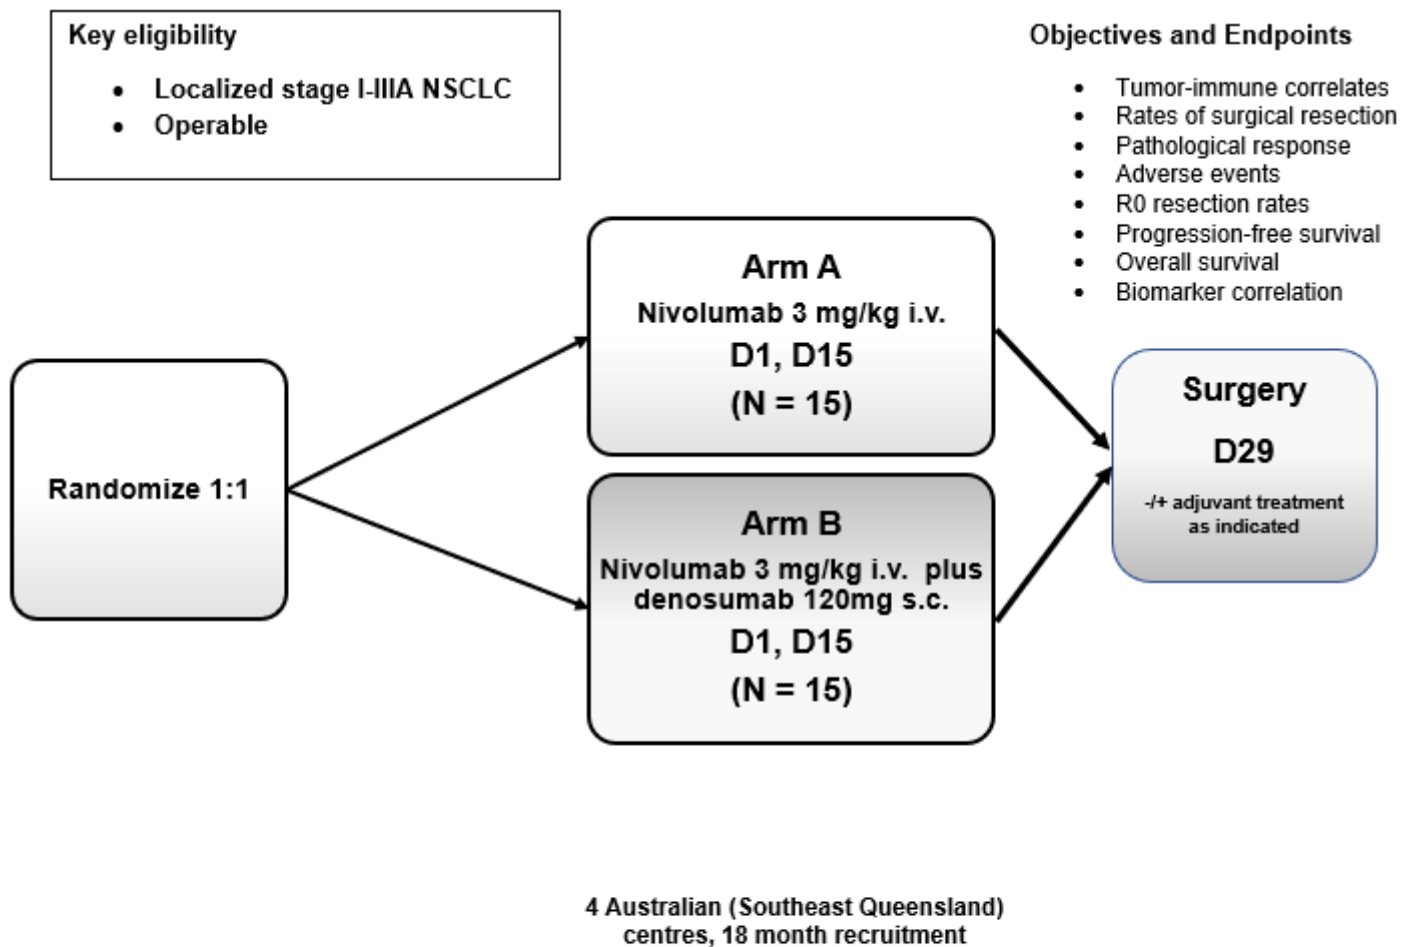 Key eligibility
• Localized stage I-IIIA NSCLC
• Operable
Objectives and Endpoints
• Tumor-immune correlates
• Rates of surgical resection
• Pathological response
• Adverse events
• R0 resection rates
• Progression-free survival
• Overall survival
• Biomarker correlation
Randomize 1:1
Arm A
Nivolumab 3 mg/kg i.v.
D1, D15
(N = 15)
Arm B
Nivolumab 3 mg/kg i.v. plus
denosumab 120mg s.c.
D1, D15
(N = 15)
Surgery
D29
-/+ adjuvant treatment
as indicated
4 Australian (Southeast Queensland)
centres, 18 month recruitment